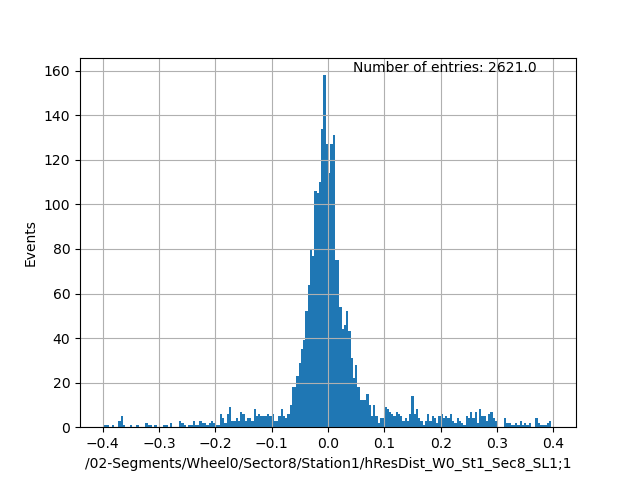 Number of entries: 2621.0
160
140
120
100
80
60
40
20
0
Events
−0.4 −0.3 −0.2 −0.1 0.0 0.1 0.2 0.3 0.4
/02-Segments/Wheel0/Sector8/Station1/hResDist_W0_St1_Sec8_SL1;1